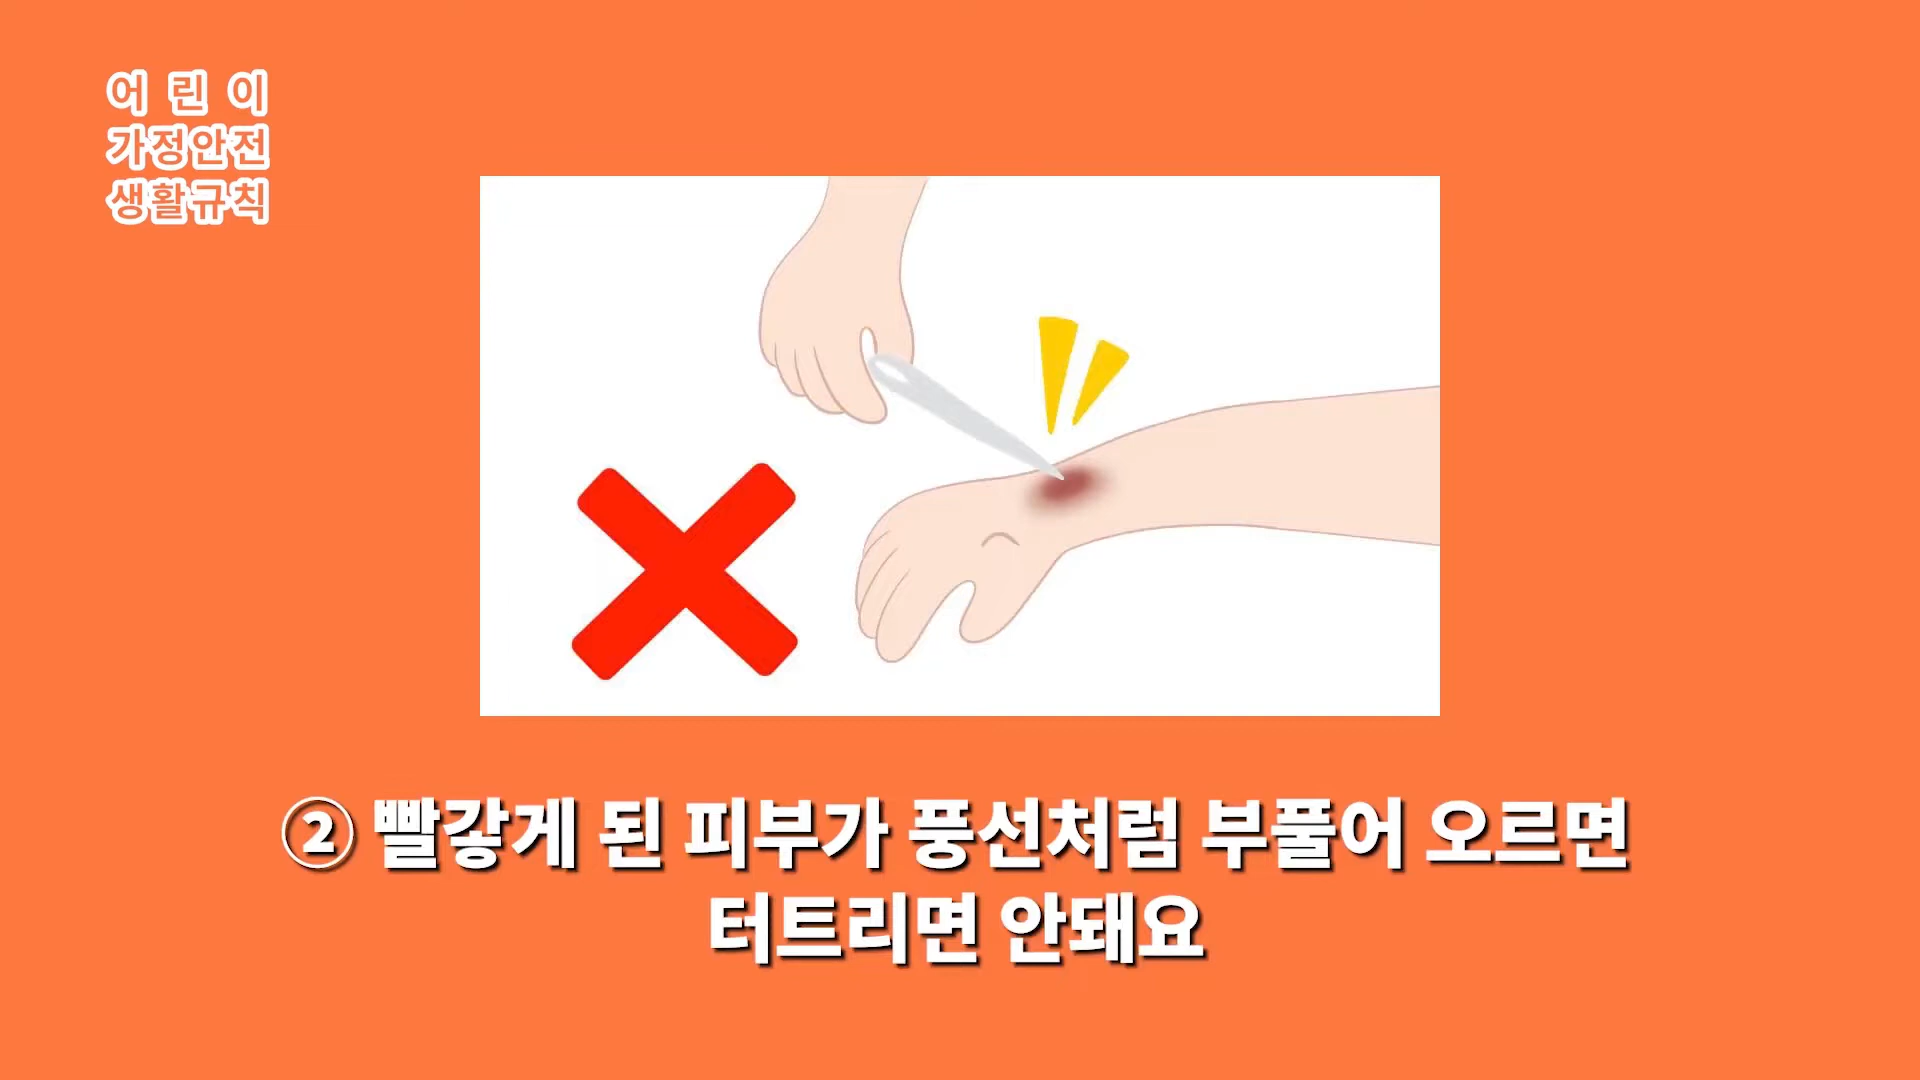 어린이
가정안전
생활규칙
② 빨갛게 된 피부가 풍선처럼 부풀어 오르면
터트리면 안돼요